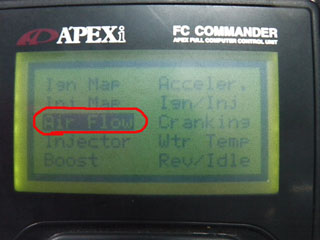 APEXi
FC COMMANDER
APEX FULL COMPUTER CONTROL UNIT
Ign Map Acceler.
Inj Map Ign/Inj
Air Flow Cranking
Injector Wtr Temp
Boost Rev/Idle